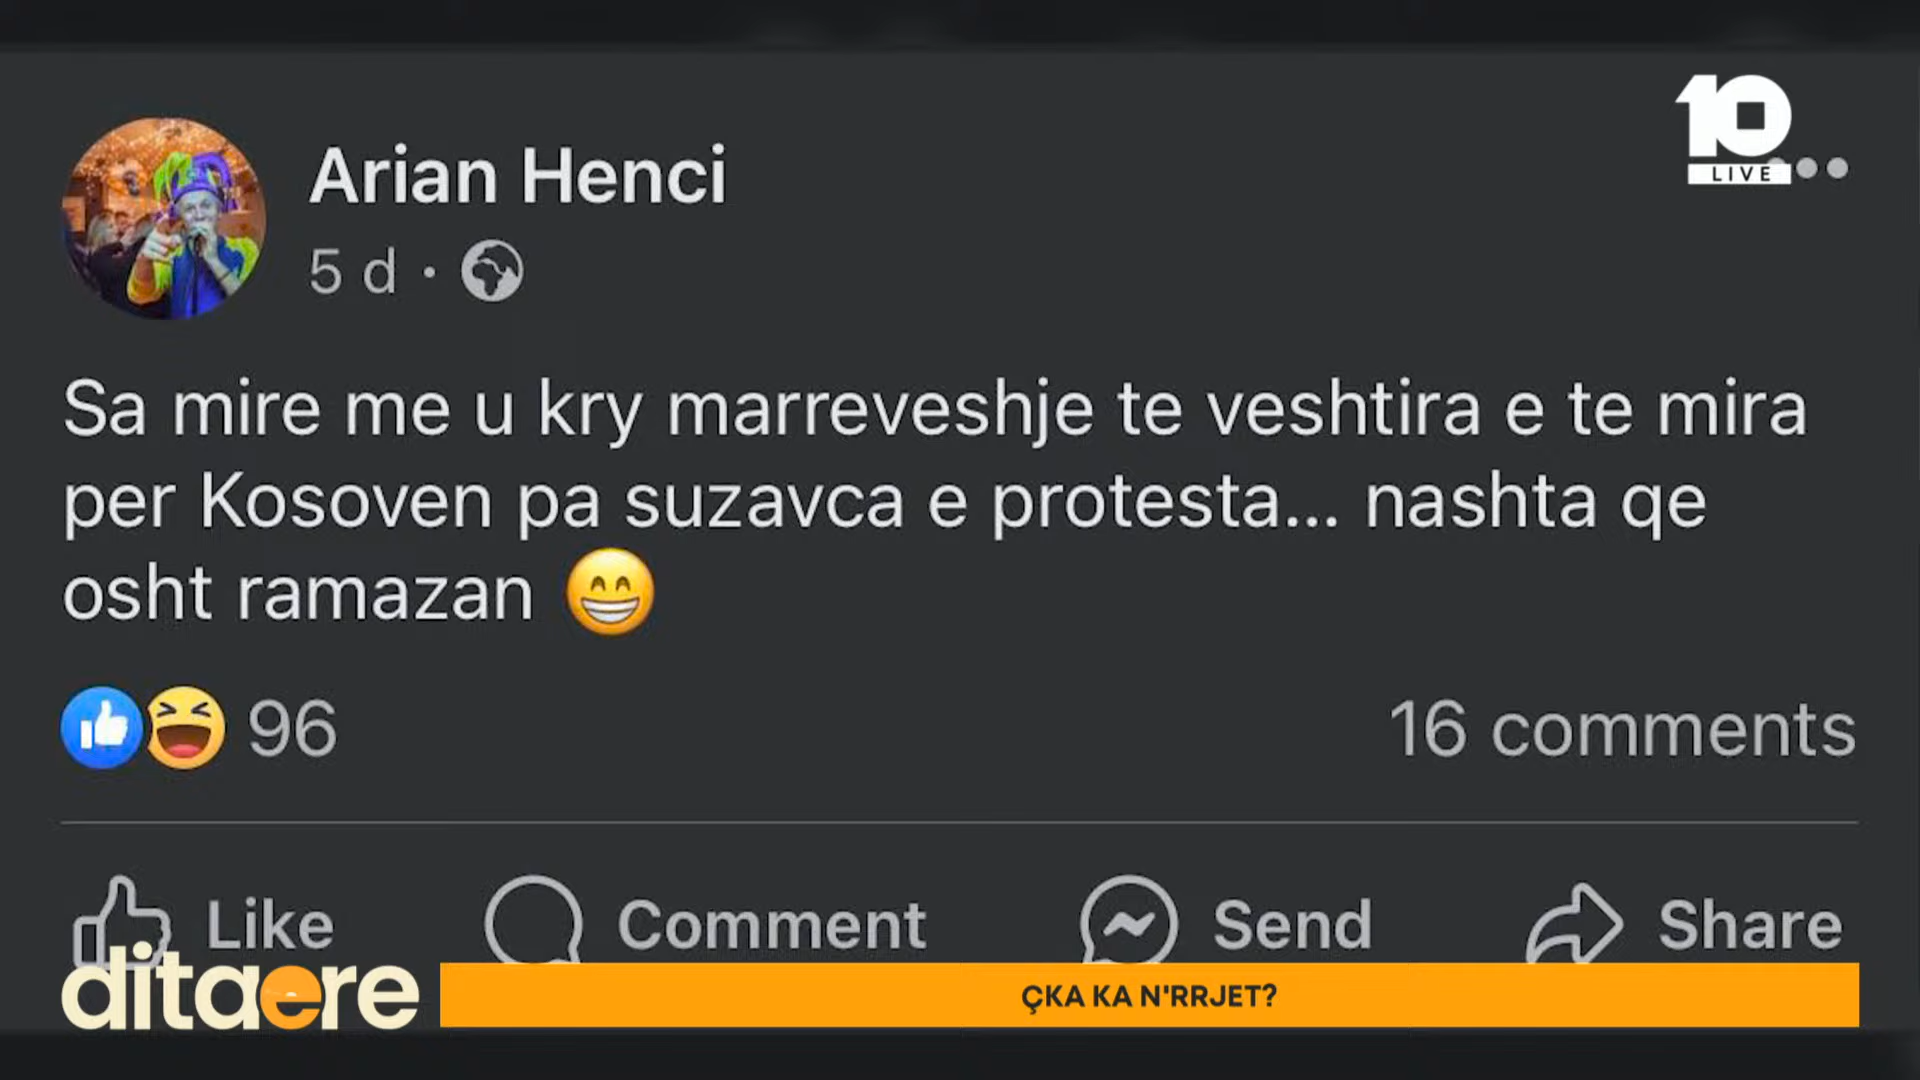 10
LIVE
Arian Henci
5 d ·
Sa mire me u kry marreveshje te veshtira e te mira
per Kosoven pa suzavca e protesta... nashta qe
osht ramazan 😁
96
16 comments
Like
Comment
Send
Share
ditaere
ÇKA KA N'RRJET?